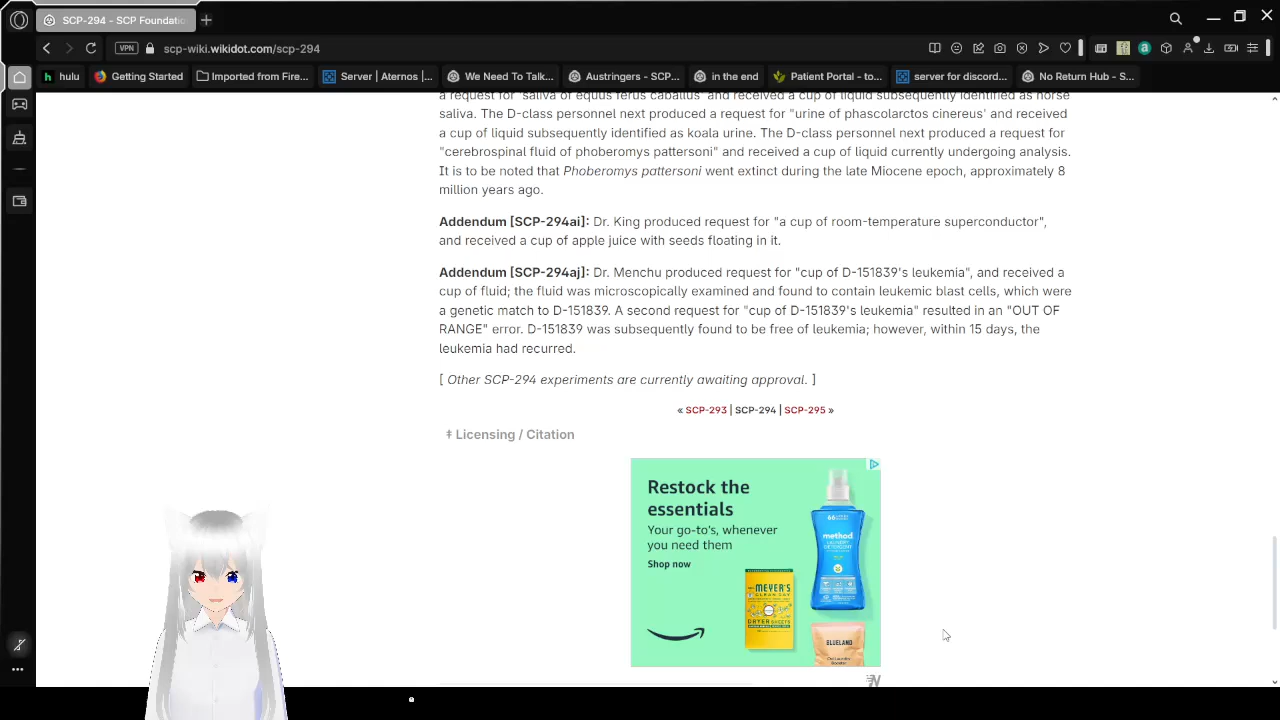 SCP-294 - SCP Foundatio
VPN
scp-wiki.wikidot.com/scp-294
hulu
Getting Started
Imported from Fire...
Server | Aternos |...
We Need To Talk...
Austringers - SCP...
in the end
Patient Portal - to...
server for discord...
No Return Hub - S...
a request for "saliva of equus ferus caballus" and received a cup of liquid subsequently identified as horse
saliva. The D-class personnel next produced a request for "urine of phascolarctos cinereus' and received
a cup of liquid subsequently identified as koala urine. The D-class personnel next produced a request for
"cerebrospinal fluid of phoberomys pattersoni" and received a cup of liquid currently undergoing analysis.
It is to be noted that Phoberomys pattersoni went extinct during the late Miocene epoch, approximately 8
million years ago.
Addendum [SCP-294ai]: Dr. King produced request for "a cup of room-temperature superconductor",
and received a cup of apple juice with seeds floating in it.
Addendum [SCP-294aj]: Dr. Menchu produced request for "cup of D-151839's leukemia", and received a
cup of fluid; the fluid was microscopically examined and found to contain leukemic blast cells, which were
a genetic match to D-151839. A second request for "cup of D-151839's leukemia" resulted in an "OUT OF
RANGE" error. D-151839 was subsequently found to be free of leukemia; however, within 15 days, the
leukemia had recurred.
[ Other SCP-294 experiments are currently awaiting approval. ]
« SCP-293 | SCP-294 | SCP-295 »
‡ Licensing / Citation
Restock the
essentials
Your go-to's, whenever
you need them
Shop now
66 LOADS
method.
LAUNDRY
DETERGENT
MEYER'S
CLEAN DAY
DRYER SHEETS
BLUELAND